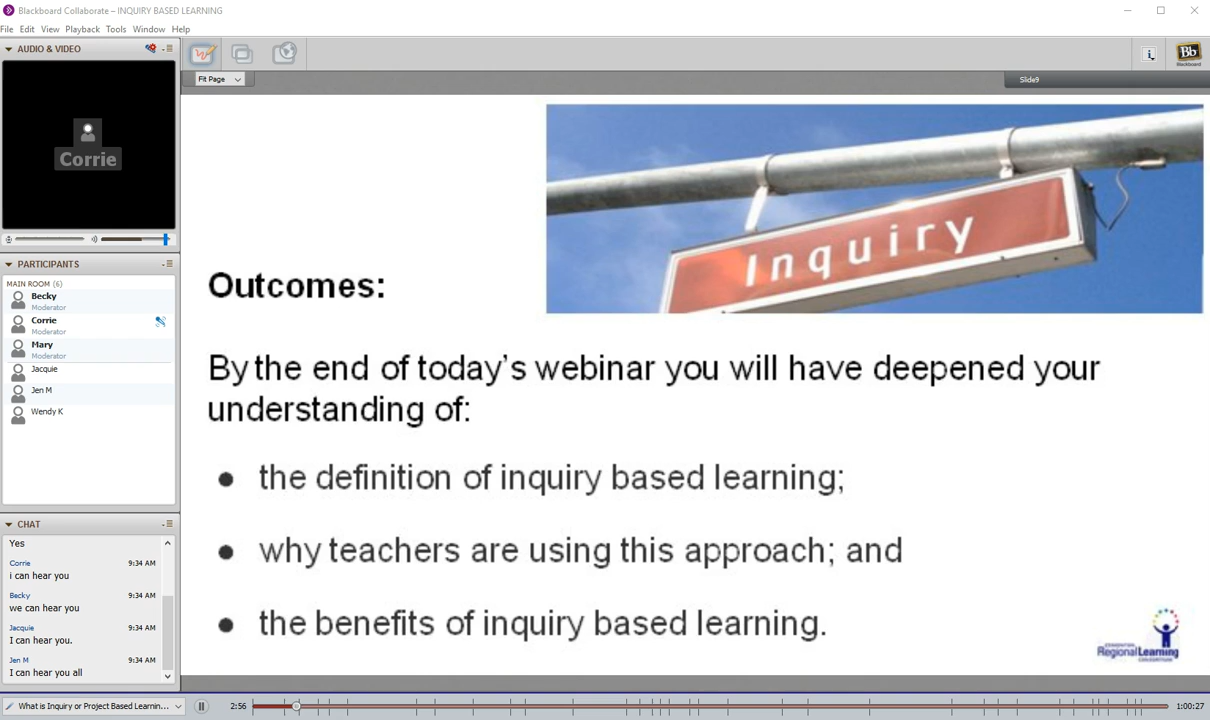 Blackboard Collaborate – INQUIRY BASED LEARNING
File Edit View Playback Tools Window Help
AUDIO & VIDEO
Corrie
PARTICIPANTS
MAIN ROOM (6)
Becky
Moderator
Corrie
Moderator
Mary
Moderator
Jacquie
Jen M
Wendy K
CHAT
Yes
Corrie 9:34 AM
i can hear you
Becky 9:34 AM
we can hear you
Jacquie 9:34 AM
I can hear you.
Jen M 9:34 AM
I can hear you all
Fit Page
Slide9
Bb
Blackboard
Inquiry
Outcomes:
By the end of today's webinar you will have deepened your
understanding of:
● the definition of inquiry based learning;
● why teachers are using this approach; and
● the benefits of inquiry based learning.
EDMONTON
Regional Learning
CONSORTIUM
What is Inquiry or Project Based Learnin... 2:56 1:00:27